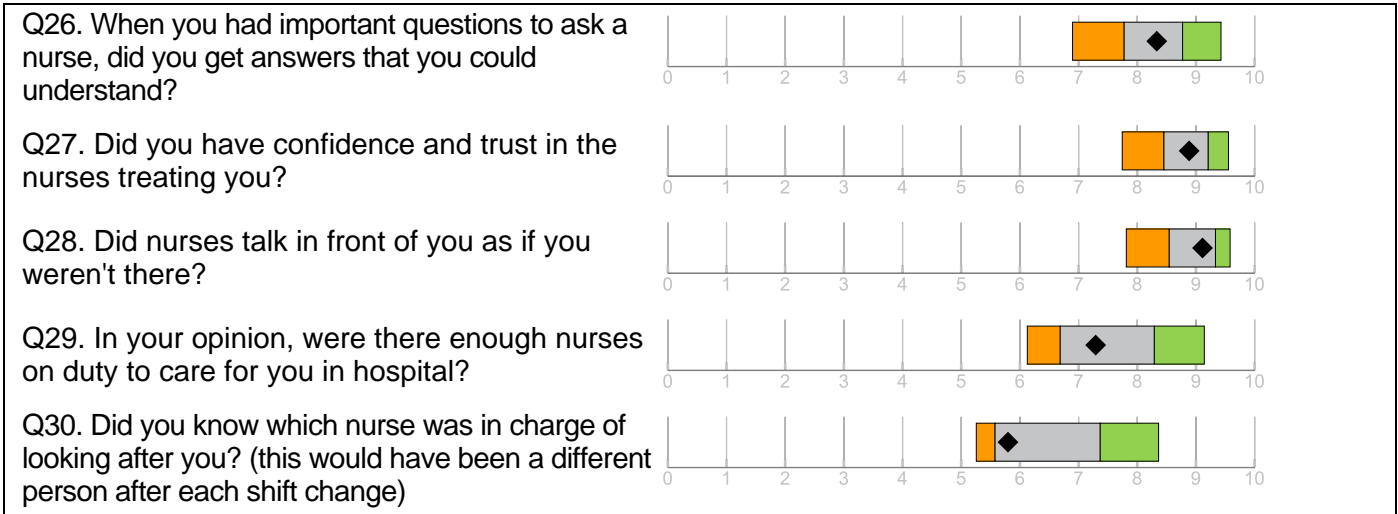 Q26. When you had important questions to ask a
nurse, did you get answers that you could
understand?
0 1 2 3 4 5 6 7 8 9 10
Q27. Did you have confidence and trust in the
nurses treating you?
0 1 2 3 4 5 6 7 8 9 10
Q28. Did nurses talk in front of you as if you
weren't there?
0 1 2 3 4 5 6 7 8 9 10
Q29. In your opinion, were there enough nurses
on duty to care for you in hospital?
0 1 2 3 4 5 6 7 8 9 10
Q30. Did you know which nurse was in charge of
looking after you? (this would have been a different
person after each shift change)
0 1 2 3 4 5 6 7 8 9 10